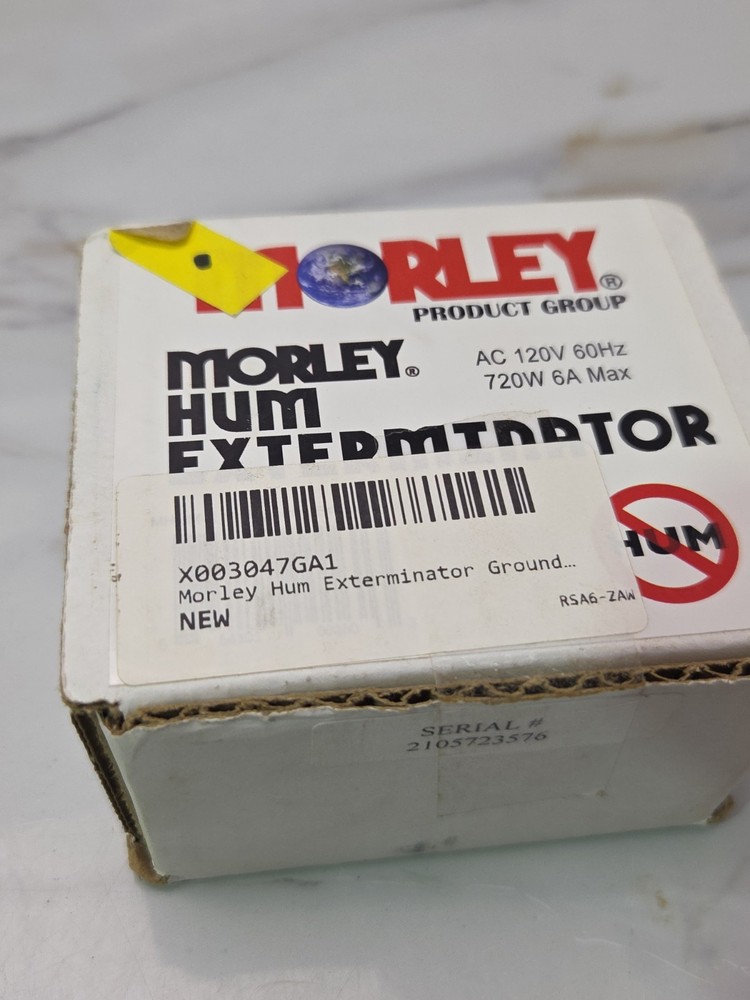 MORLEY®
PRODUCT GROUP
MORLEY®
AC 120V 60Hz
720W 6A Max
HUM
EXTERMINATOR
HUM
X003047GA1
Morley Hum Exterminator Ground…
NEW
RSA6-ZAW
SERIAL #
2105723576